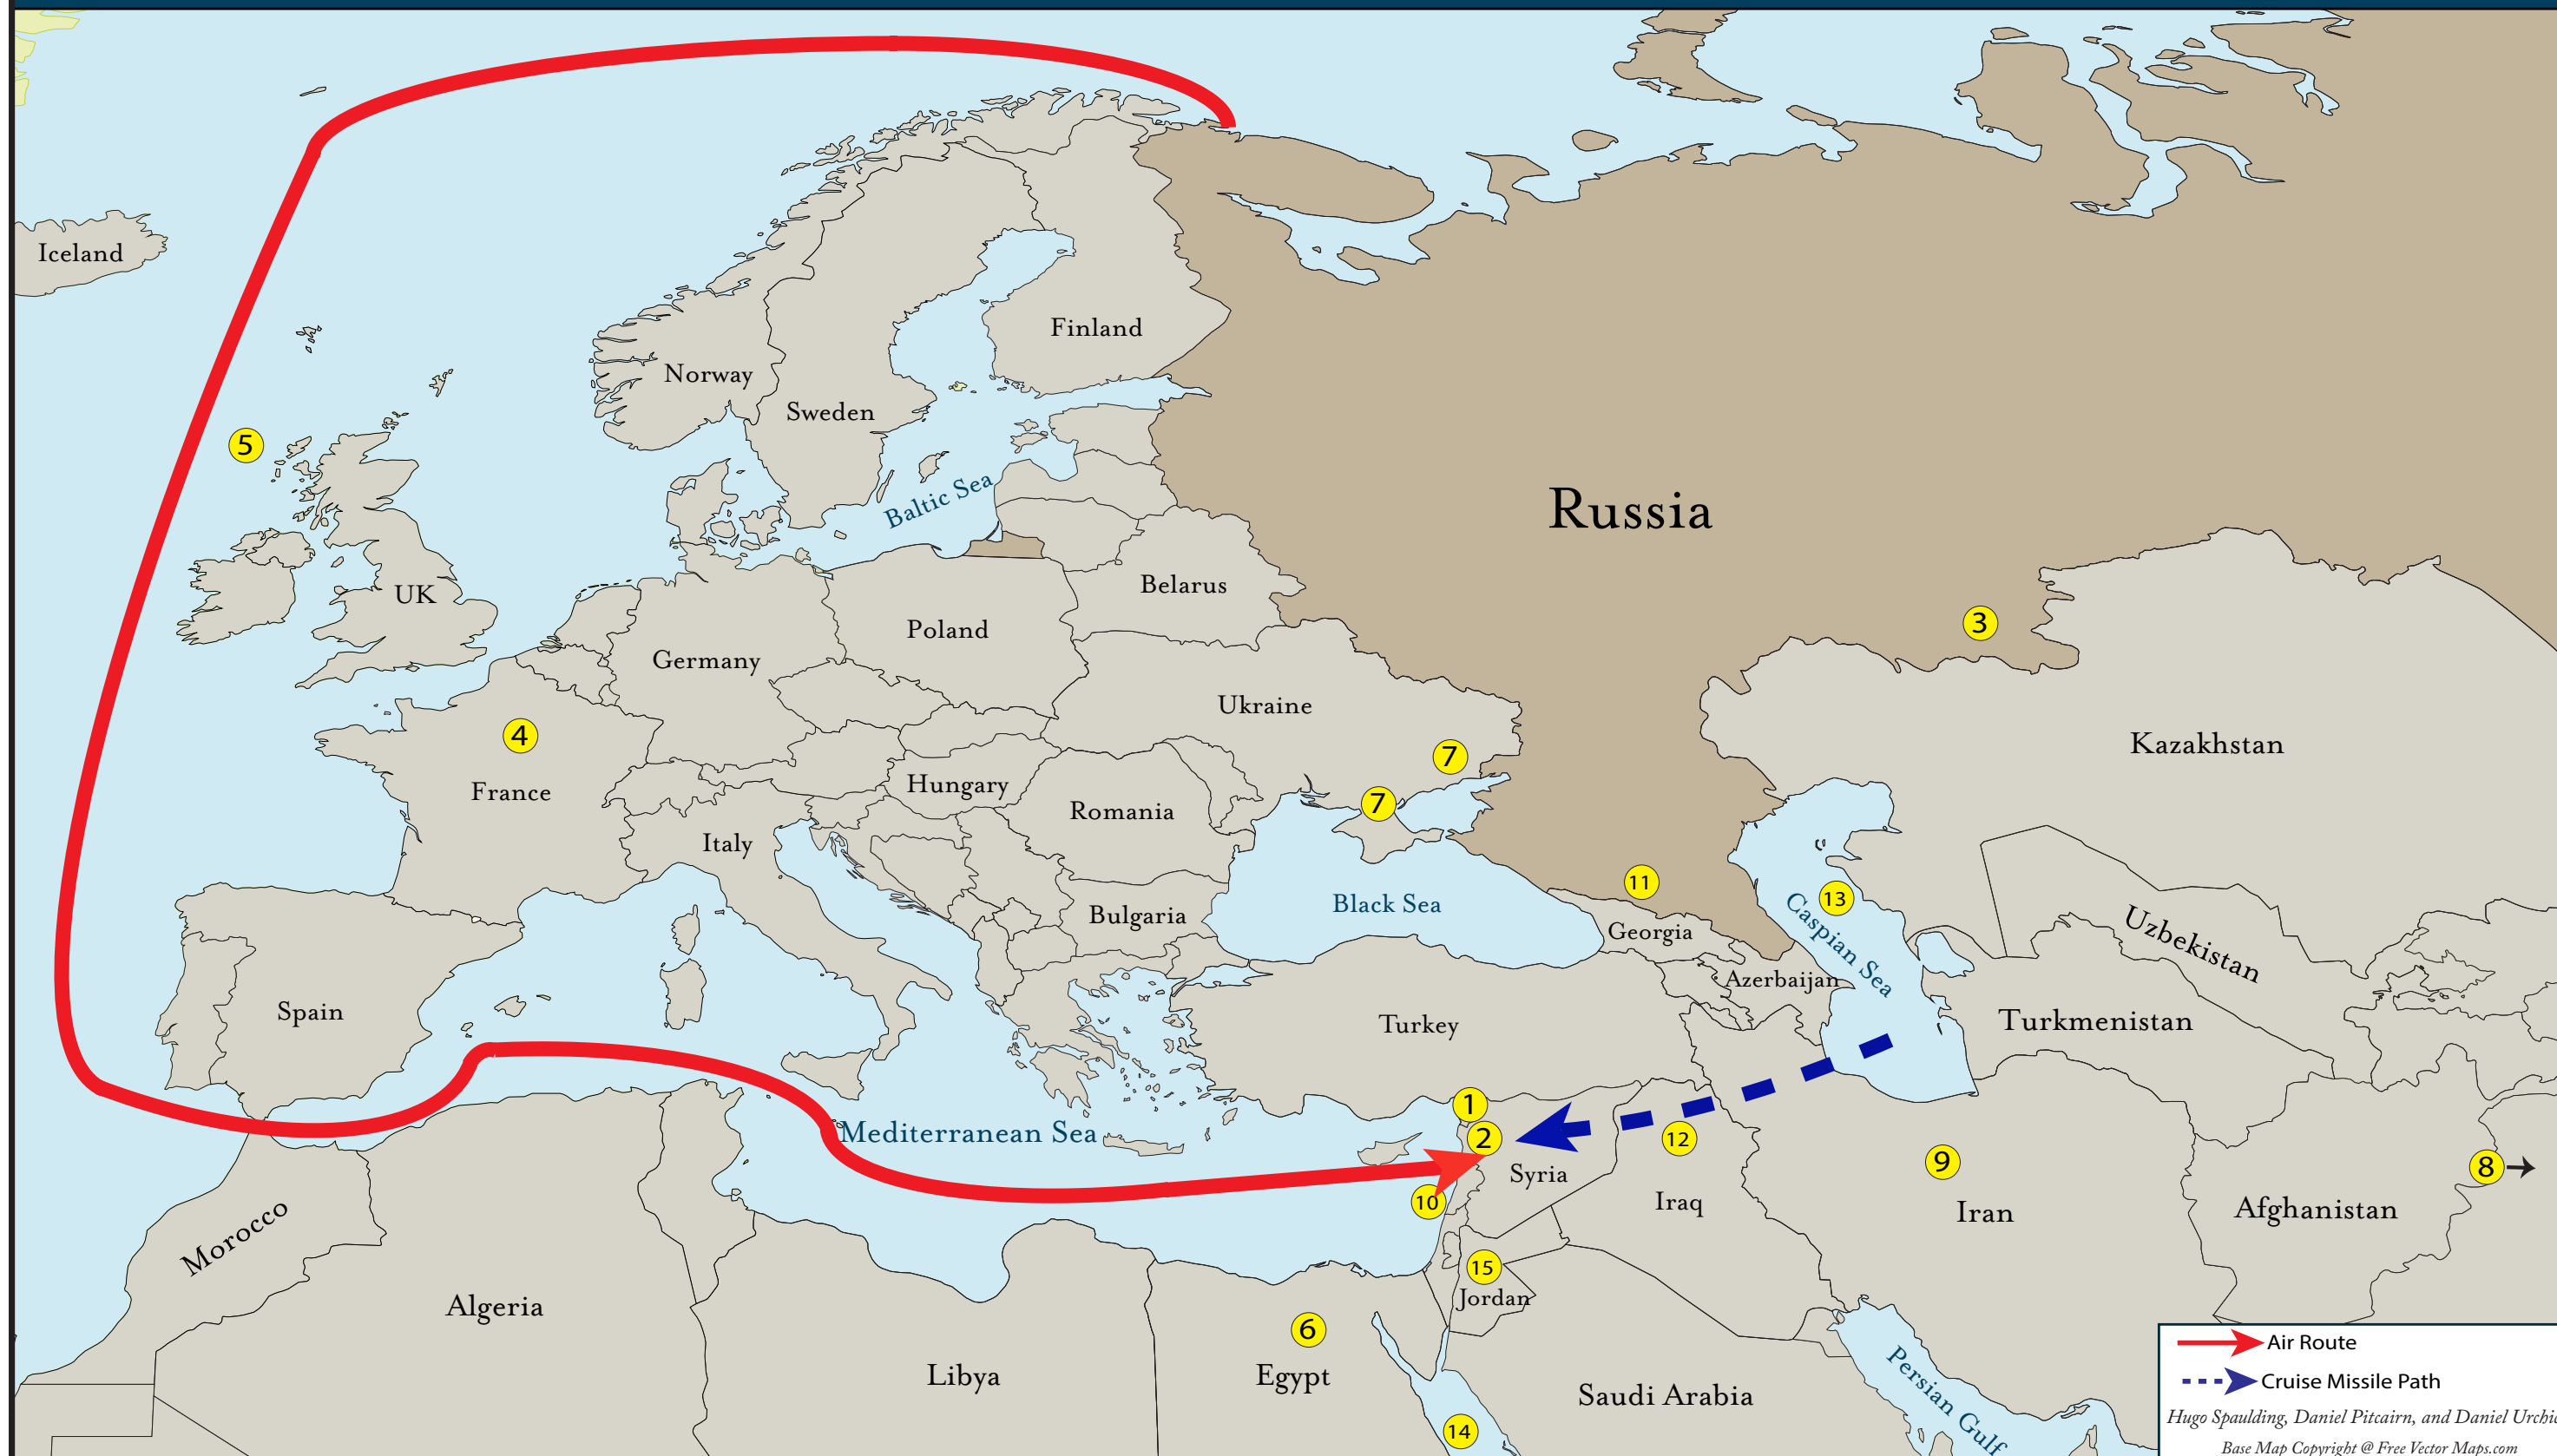 Iceland
Finland
Norway
Sweden
5
Baltic Sea
Russia
UK
Belarus
3
Poland
Germany
Ukraine
4
7
Kazakhstan
France
Hungary
7
Romania
Italy
11
13
Black Sea
Bulgaria
Georgia
Caspian Sea
Uzbekistan
Azerbaijan
Spain
Turkey
Turkmenistan
1
Mediterranean Sea
2
12
Syria
9
8
10
Iraq
Iran
Afghanistan
Morocco
15
Jordan
Algeria
6
Libya
Egypt
Saudi Arabia
14
Persian Gulf
Air Route
Cruise Missile Path
Hugo Spaulding, Daniel Pitcairn, and Daniel
Base Map Copyright @ Free Vector Maps.com